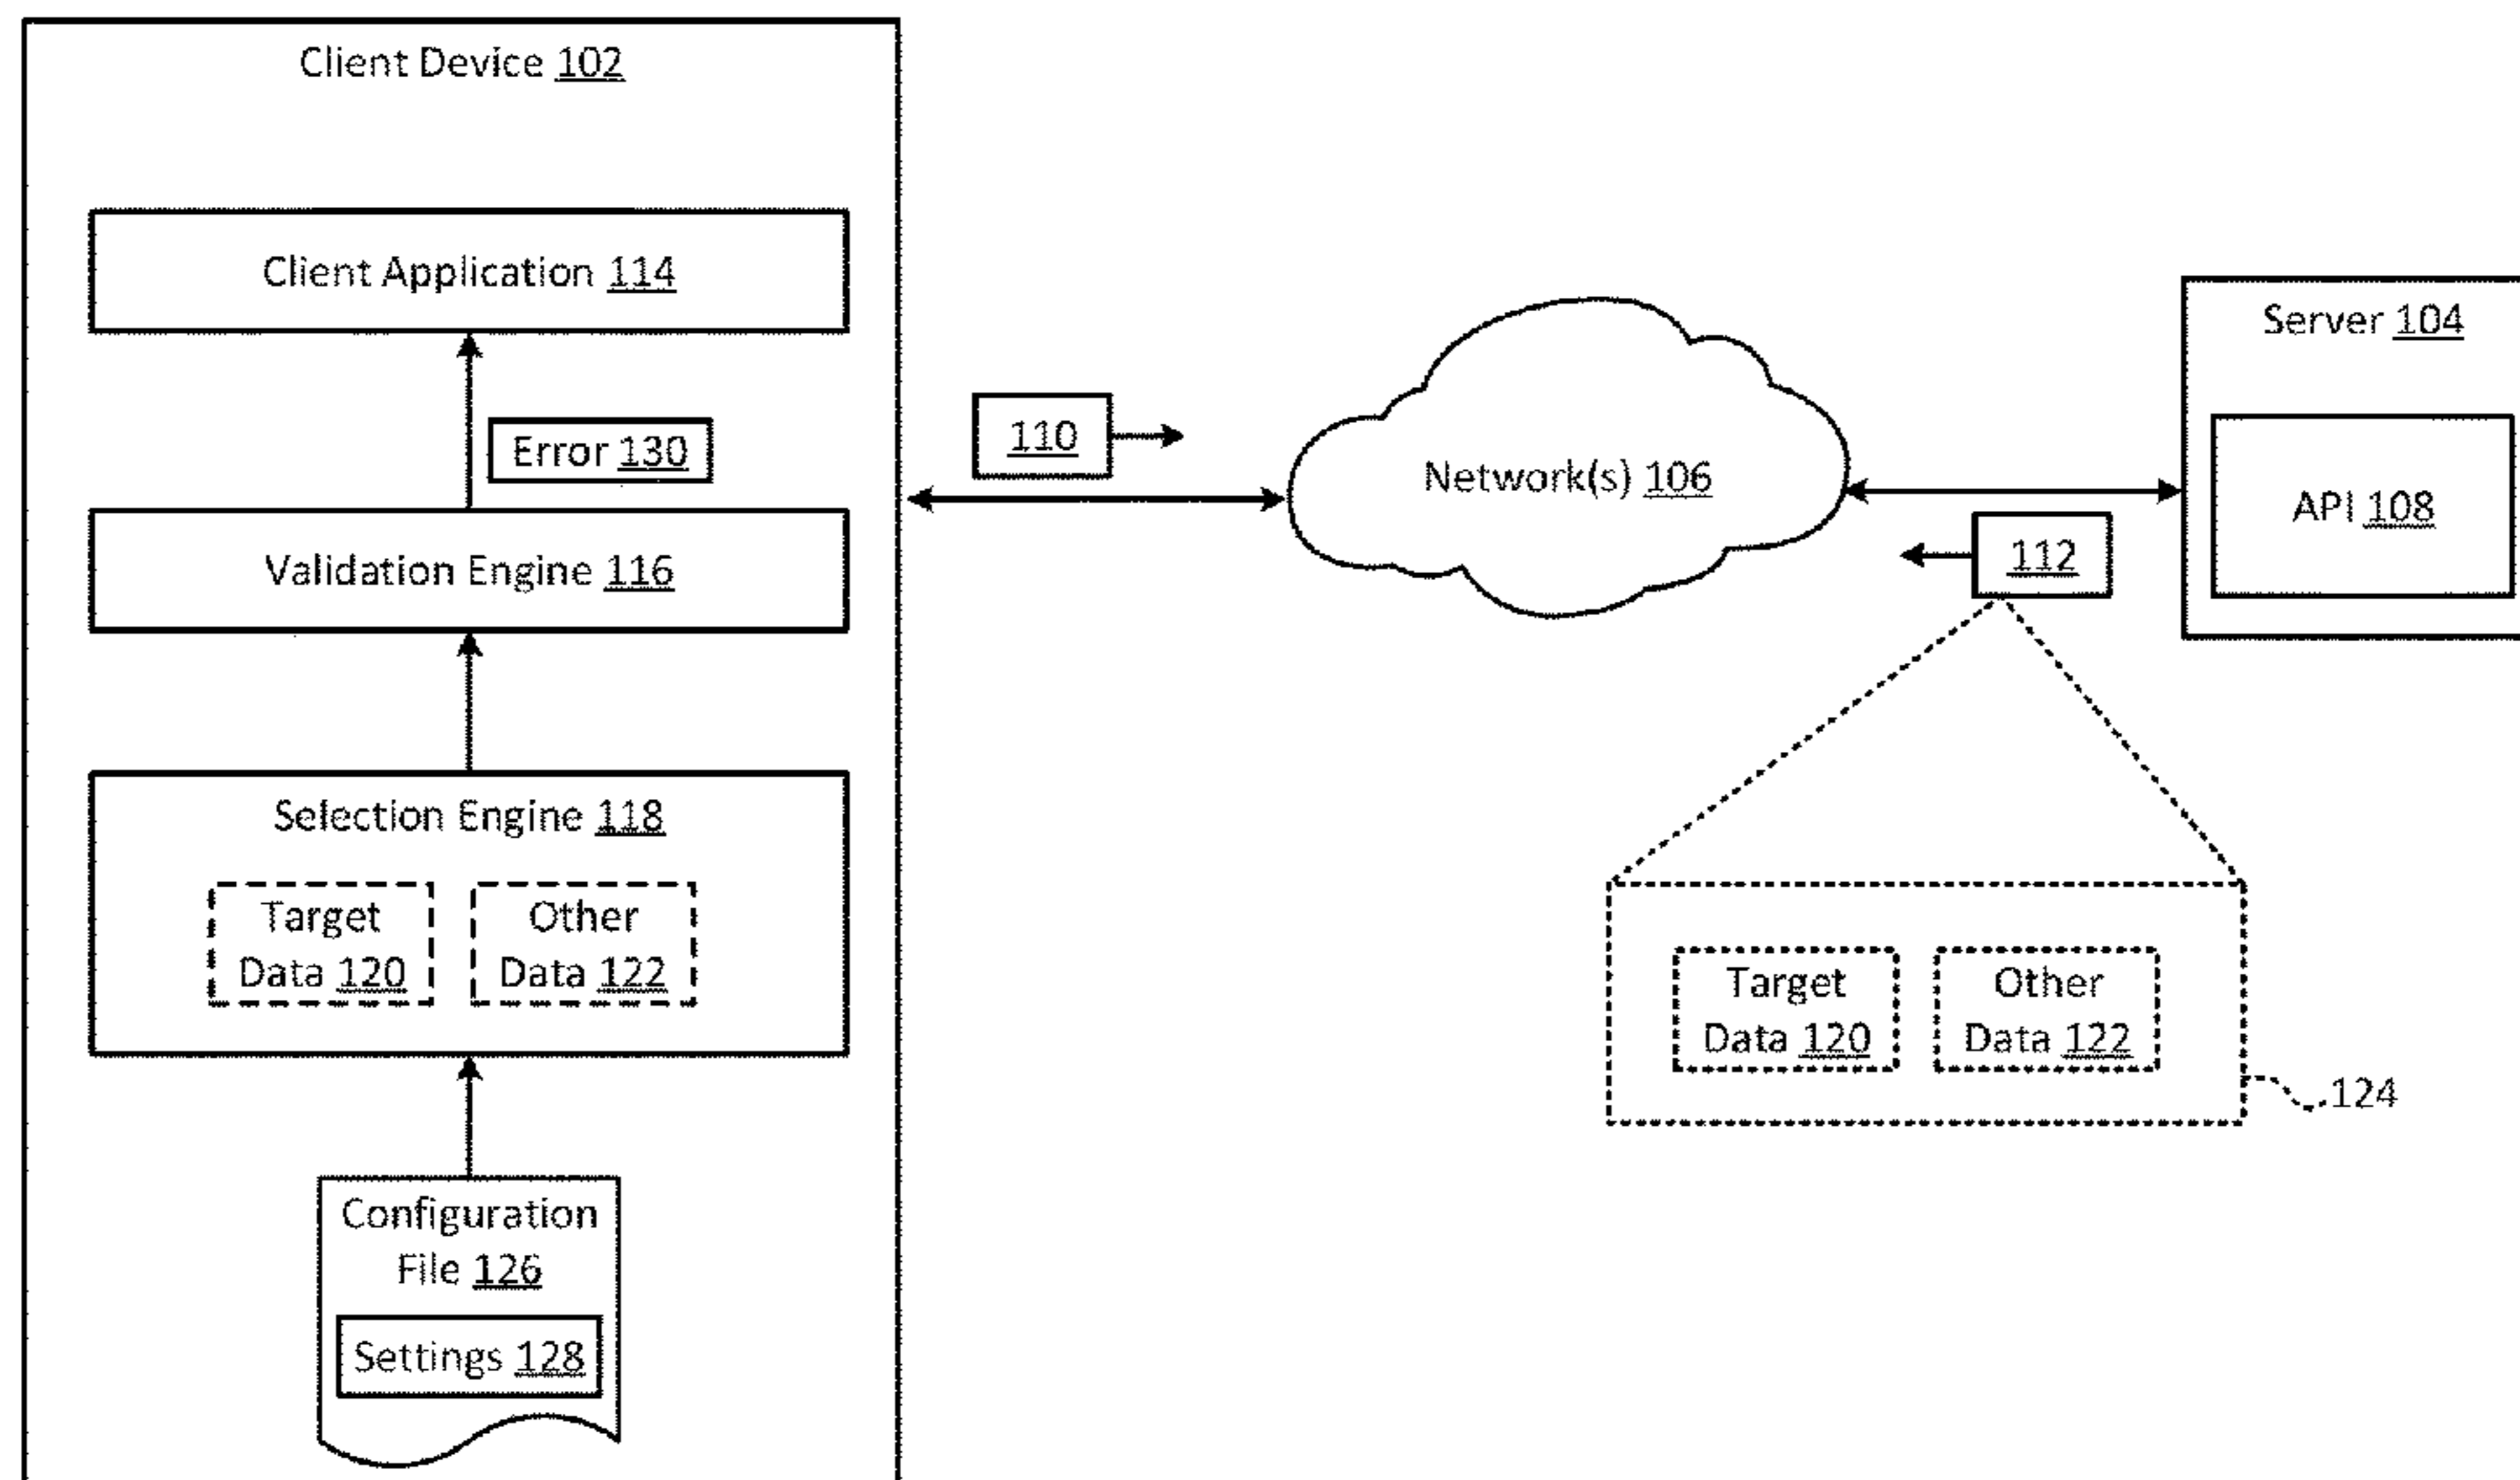 Client Device 102
Client Application 114
Error 130
Validation Engine 116
Selection Engine 118
Target
Data 120
Other
Data 122
Configuration
File 126
Settings 128
110
Network(s) 106
112
Server 104
API 108
Target
Data 120
Other
Data 122
124